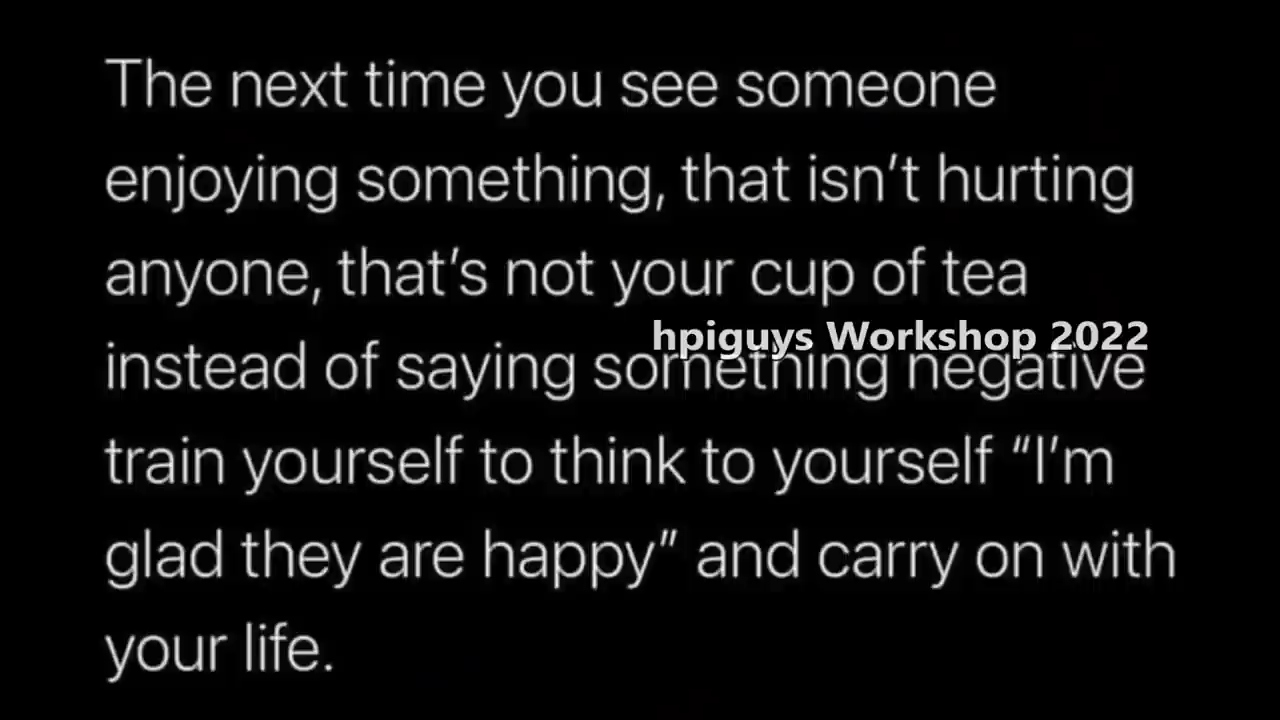 The next time you see someone
enjoying something, that isn’t hurting
anyone, that’s not your cup of tea
hpiguys Workshop 2022
instead of saying something negative
train yourself to think to yourself “I’m
glad they are happy” and carry on with
your life.